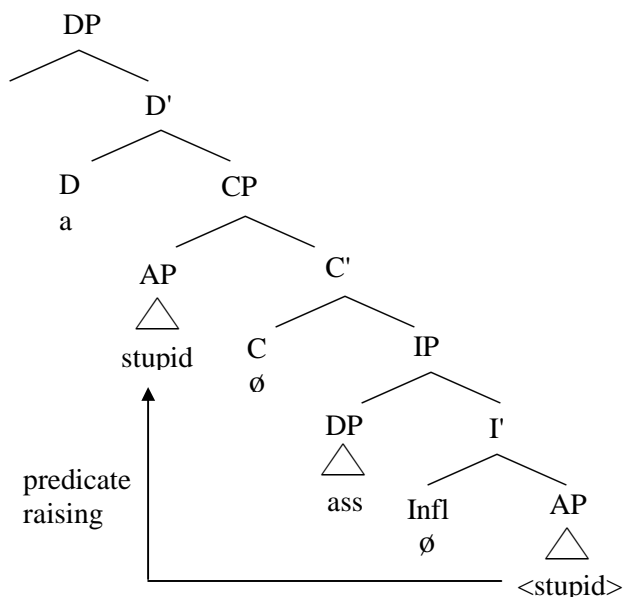 DP
D'
D CP
a
AP C'
stupid C IP
ø
DP I'
predicate
raising
ass Infl AP
ø
<stupid>